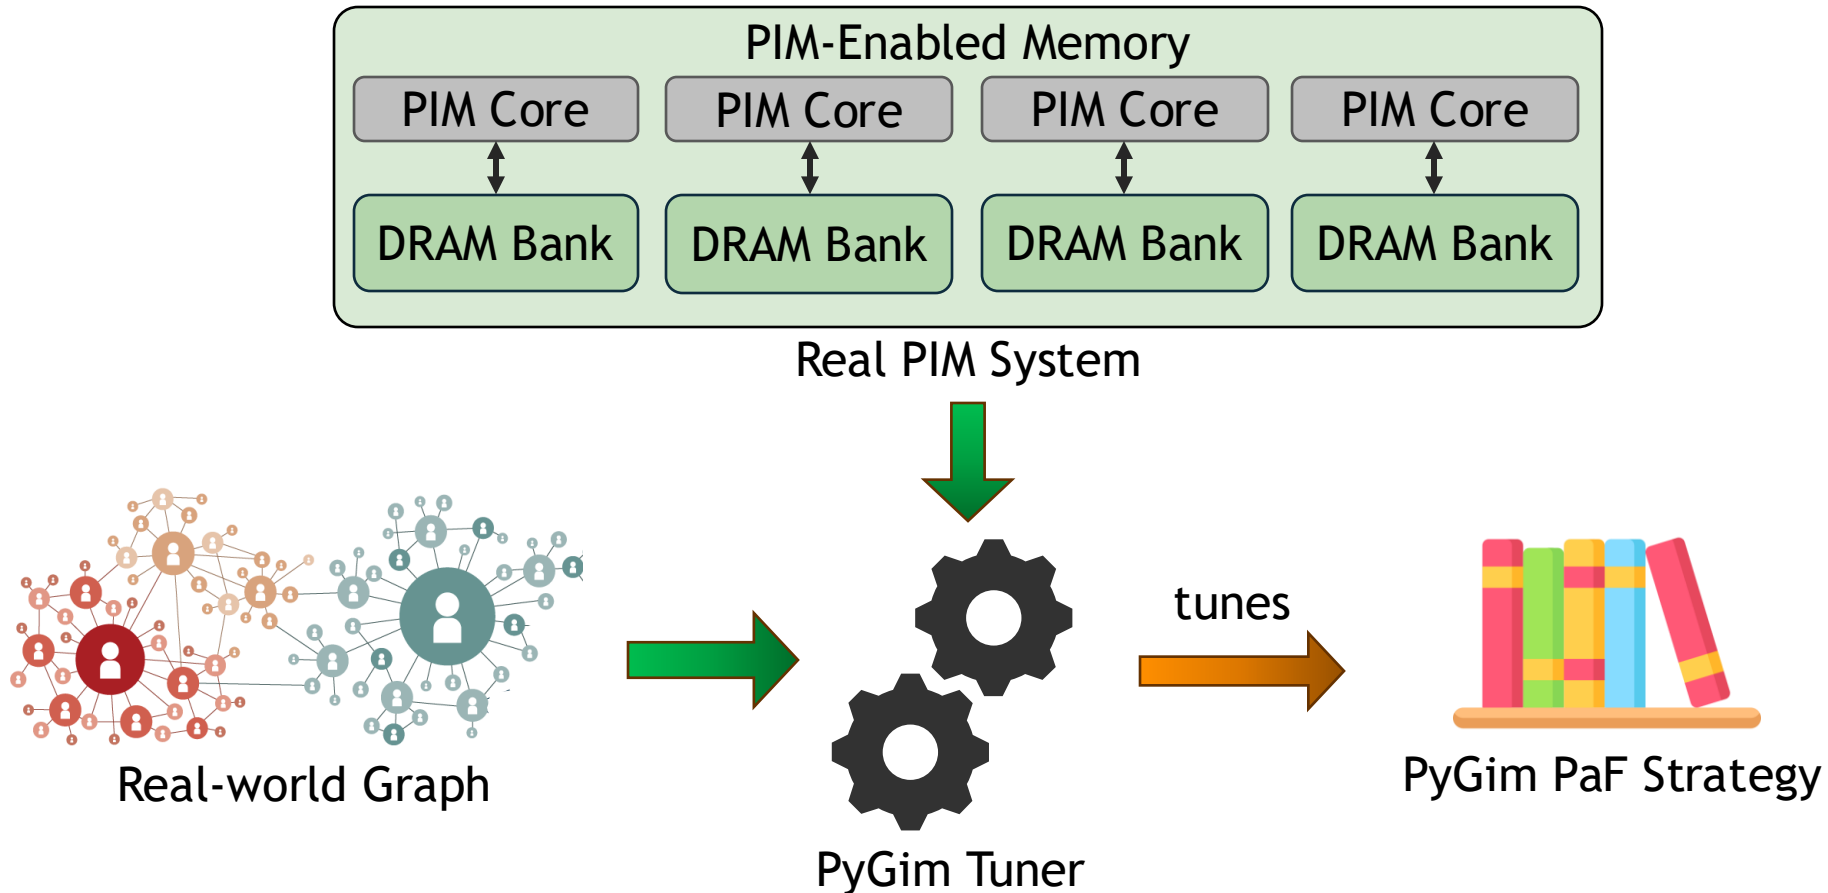 PIM-Enabled Memory
PIM Core PIM Core PIM Core PIM Core
DRAM Bank DRAM Bank DRAM Bank DRAM Bank
Real PIM System
tunes
Real-world Graph
PyGim PaF Strategy
PyGim Tuner